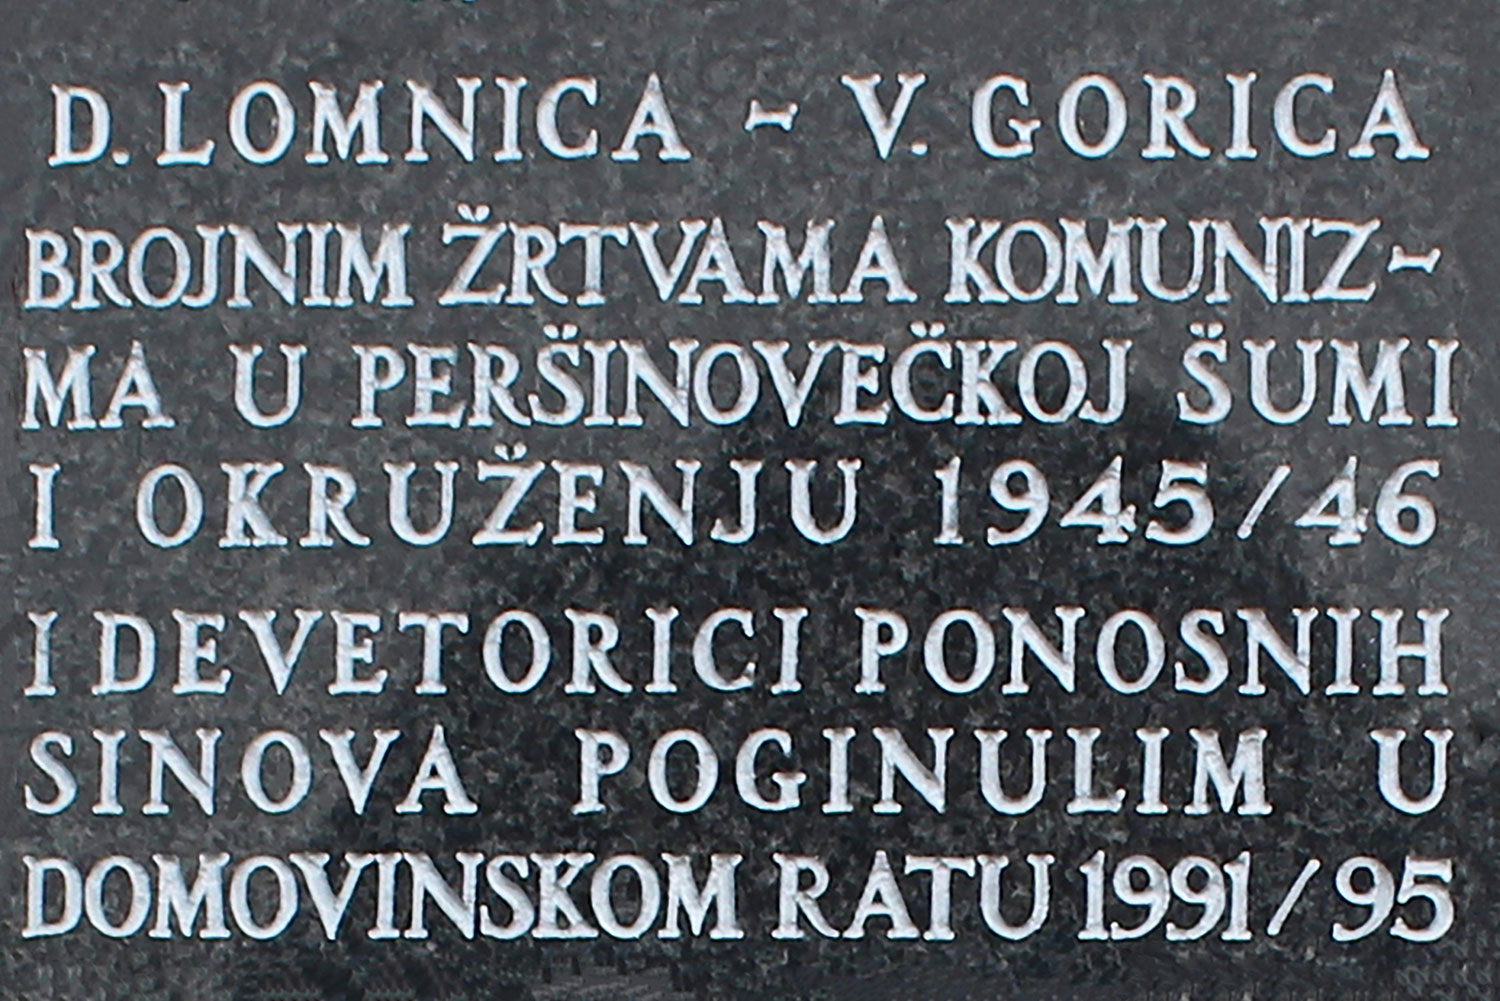 D. LOMNICA - V. GORICA
BROJNIM ŽRTVAMA KOMUNIZ-
MA U PERŠINOVEČKOJ ŠUMI
I OKRUŽENJU 1945/46
I DEVETORICI PONOSNIH
SINOVA POGINULIM U
DOMOVINSKOM RATU 1991/95